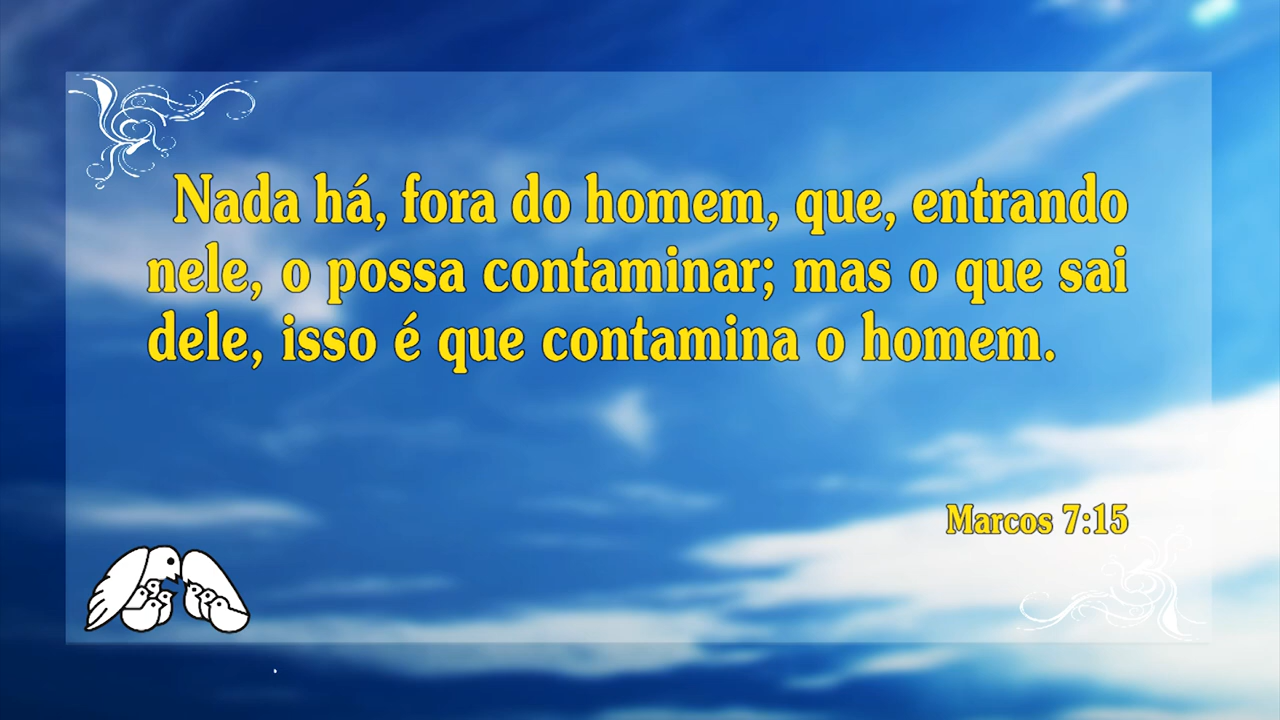 Nada há, fora do homem, que, entrando
nele, o possa contaminar; mas o que sai
dele, isso é que contamina o homem.
Marcos 7:15